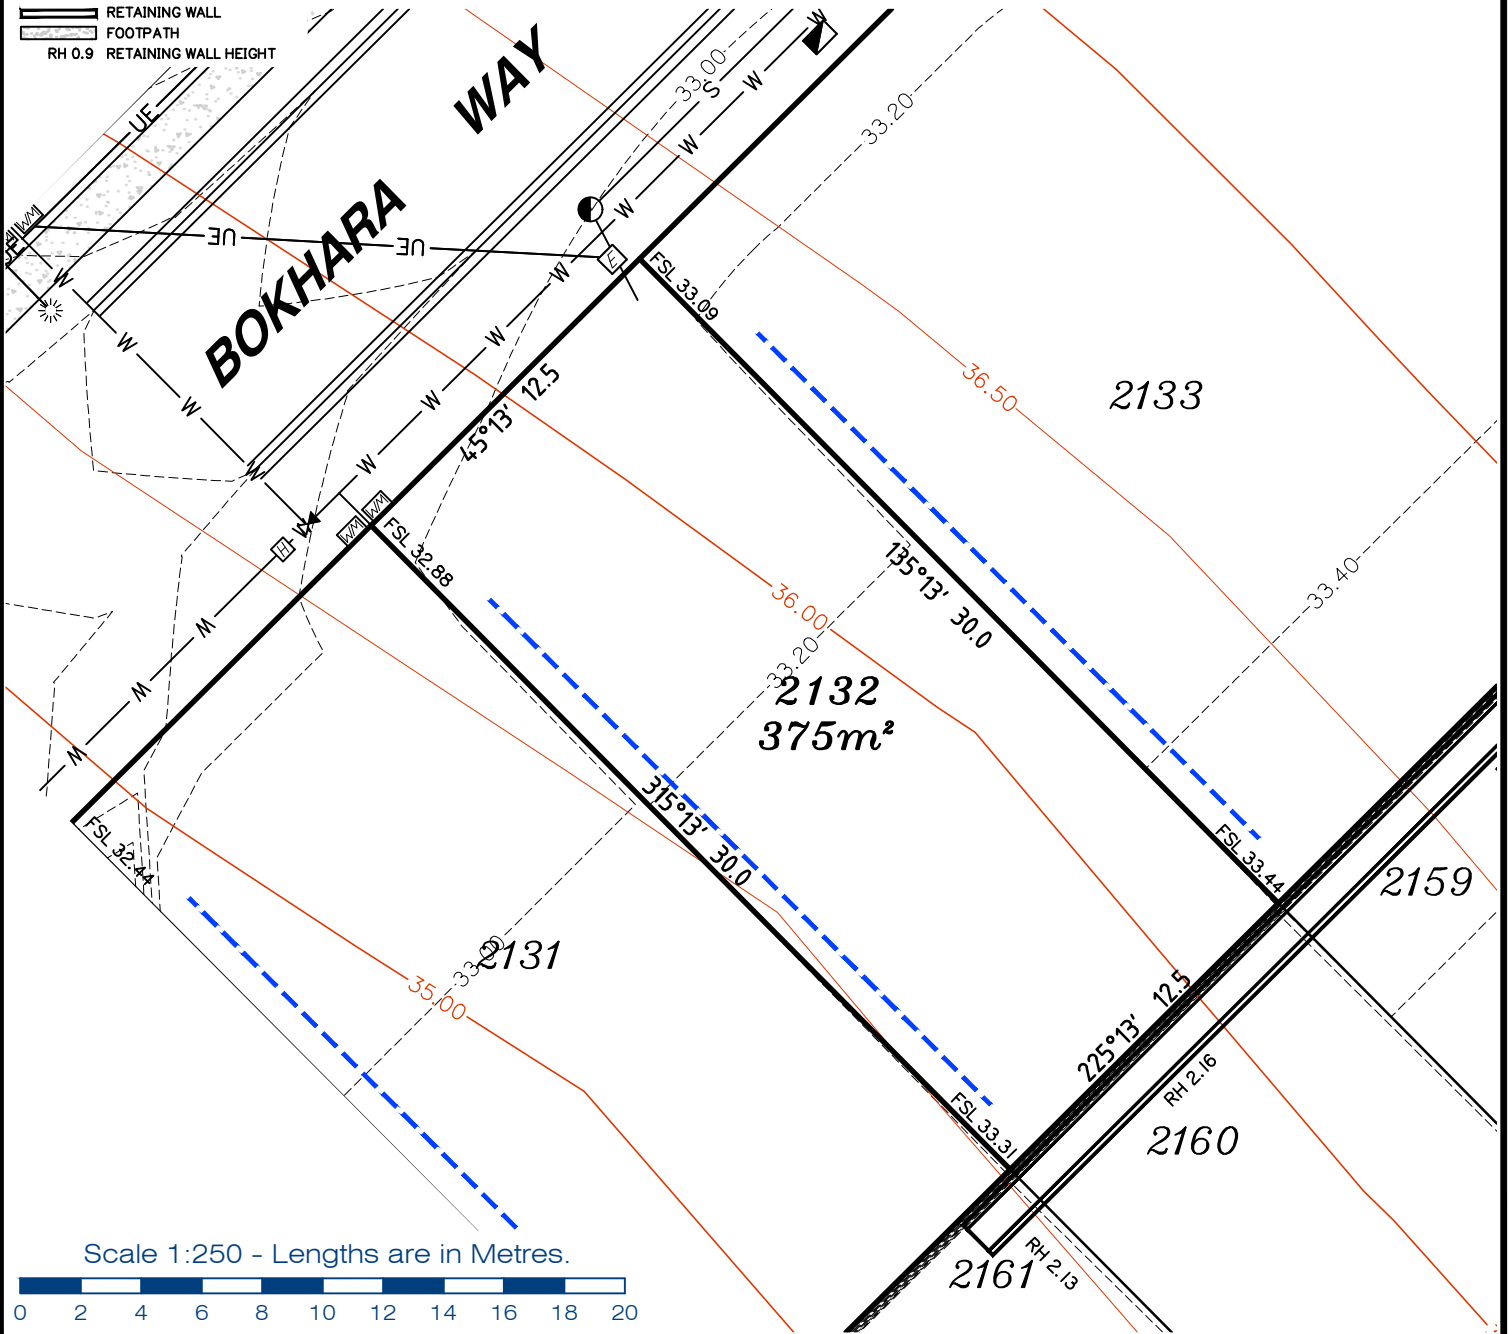 RETAINING WALL
FOOTPATH
RH 0.9 RETAINING WALL HEIGHT
BOKHARA WAY
UE
UE
UE
WM
W
W
W
W
W
33.00
S
W
W
W
W
W
W
W
W
W
W
W
W
E
H
WM
WM
33.20
FSL 33.09
36.50
2133
45°13' 12.5
FSL 32.88
135°13' 30.0
33.40
36.00
33.20
2132
375m²
315°13' 30.0
FSL 32.44
FSL 33.44
2159
33.00
2131
35.00
225°13' 12.5
RH 2.16
FSL 33.31
2160
2161
RH 2.13
Scale 1:250 - Lengths are in Metres.
0 2 4 6 8 10 12 14 16 18 20